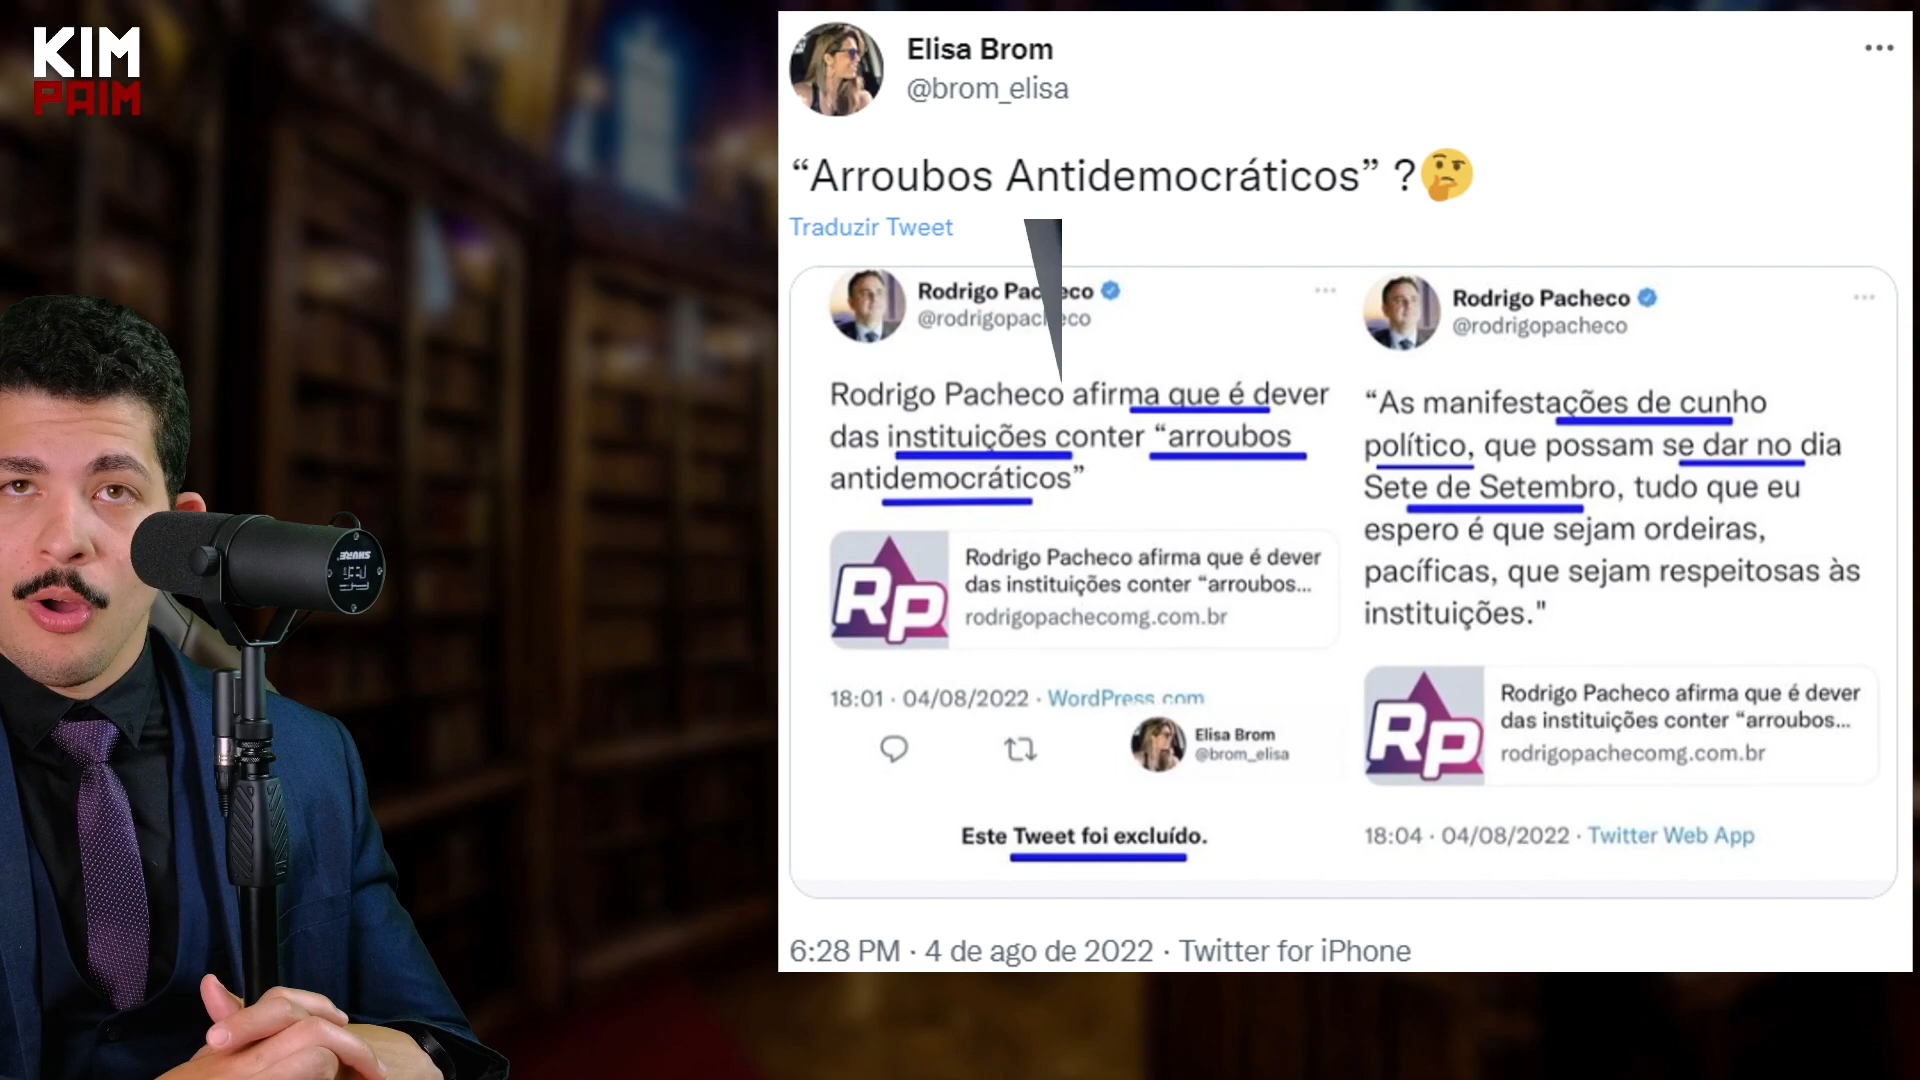 KIM
PAIM
Elisa Brom
@brom_elisa
“Arroubos Antidemocráticos” ?🤔
Traduzir Tweet
Rodrigo Pacheco
@rodrigopacheco
Rodrigo Pacheco afirma que é dever
das instituições conter “arroubos
antidemocráticos”
Rodrigo Pacheco afirma que é dever
das instituições conter “arroubos...
rodrigopachecomg.com.br
18:01 · 04/08/2022 · WordPress.com
Elisa Brom
@brom_elisa
Este Tweet foi excluído.
Rodrigo Pacheco
@rodrigopacheco
“As manifestações de cunho
político, que possam se dar no dia
Sete de Setembro, tudo que eu
espero é que sejam ordeiras,
pacíficas, que sejam respeitosas às
instituições."
RP
Rodrigo Pacheco afirma que é dever
das instituições conter “arroubos...
rodrigopachecomg.com.br
18:04 · 04/08/2022 · Twitter Web App
6:28 PM · 4 de ago de 2022 · Twitter for iPhone
RP
SHURE